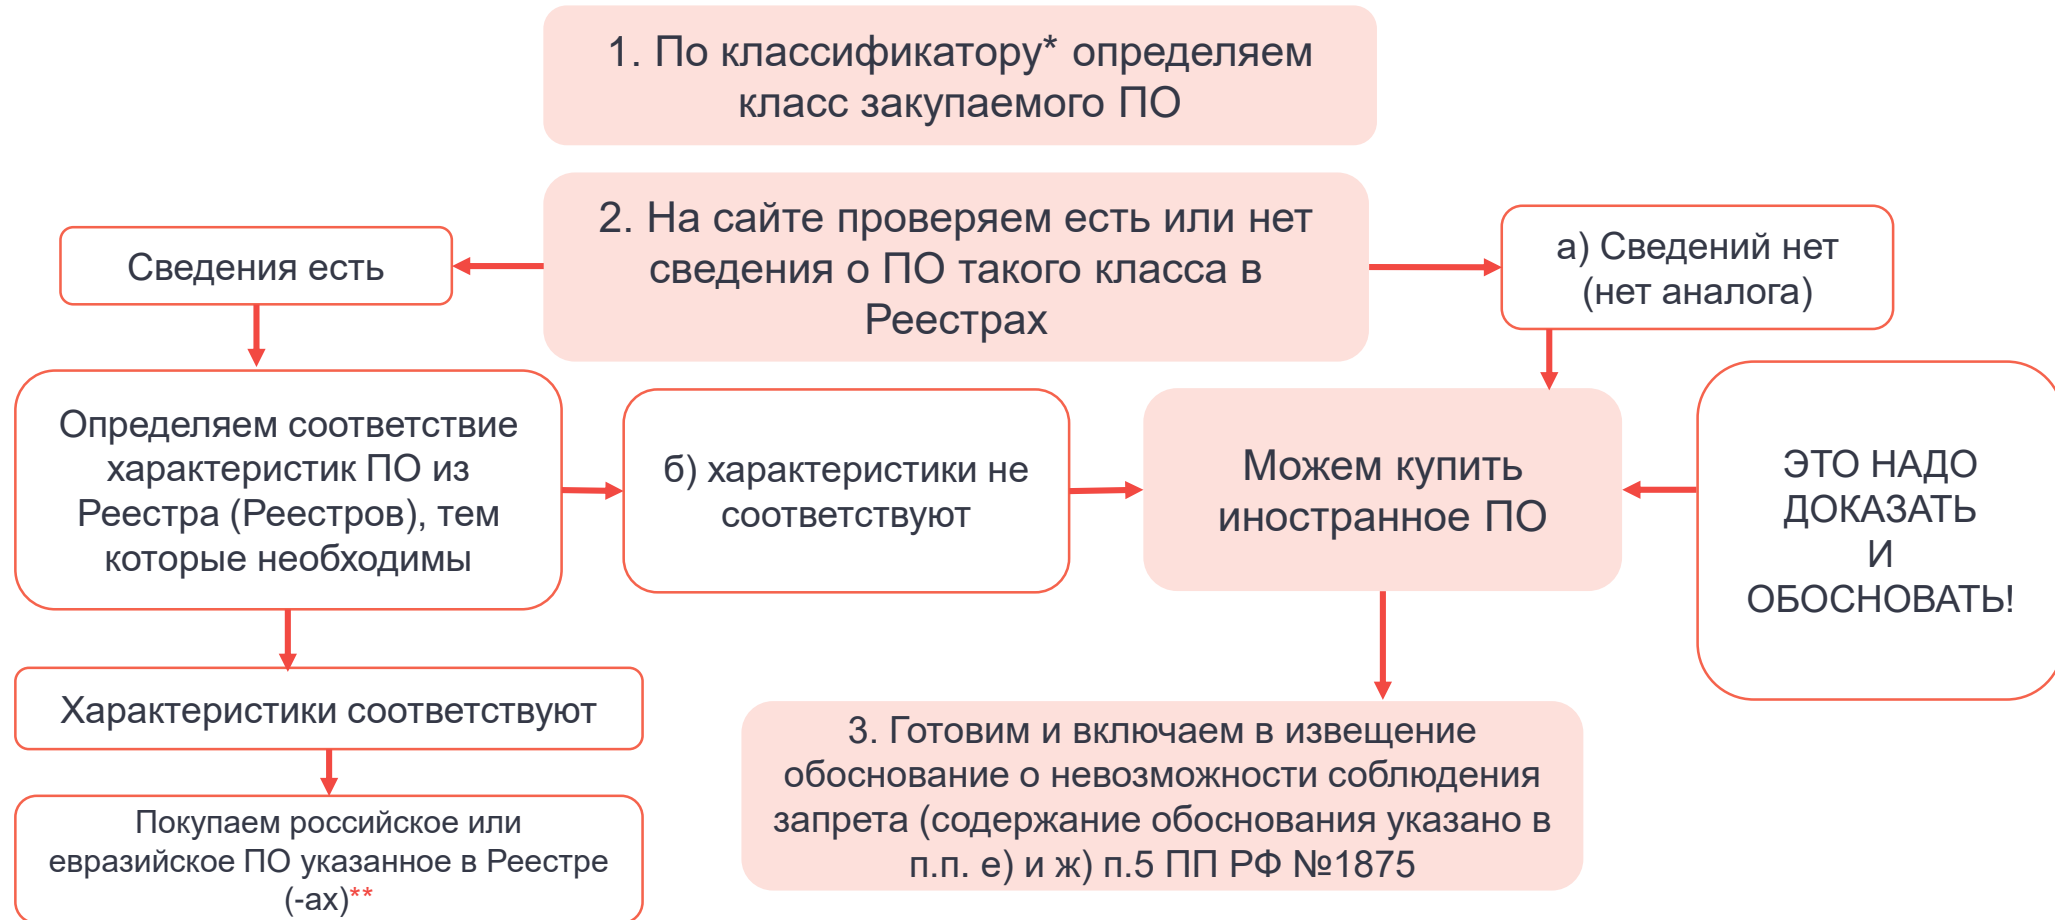 1. По классификатору* определяем
класс закупаемого ПО
2. На сайте проверяем есть или нет
сведения о ПО такого класса в
Реестрах
Сведения есть
а) Сведений нет
(нет аналога)
Определяем соответствие
характеристик ПО из
Реестра (Реестров), тем
которые необходимы
б) характеристики не
соответствуют
Можем купить
иностранное ПО
ЭТО НАДО
ДОКАЗАТЬ
И
ОБОСНОВАТЬ!
Характеристики соответствуют
Покупаем российское или
евразийское ПО указанное в Реестре
(-ах)**
3. Готовим и включаем в извещение
обоснование о невозможности соблюдения
запрета (содержание обоснования указано в
п.п. е) и ж) п.5 ПП РФ №1875